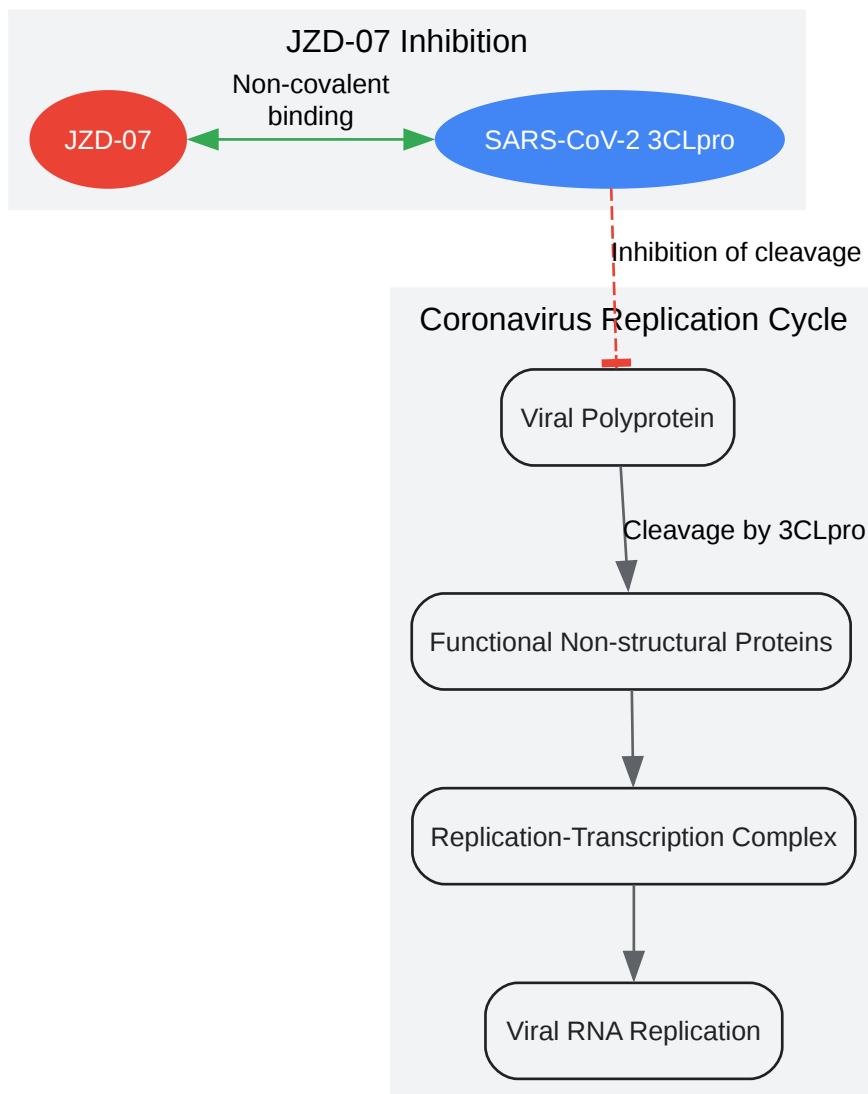 JZD-07 Inhibition
Non-covalent
binding
JZD-07
SARS-CoV-2 3CLpro
Inhibition of cleavage
Coronavirus Replication Cycle
Viral Polyprotein
Cleavage by 3CLpro
Functional Non-structural Proteins
Replication-Transcription Complex
Viral RNA Replication